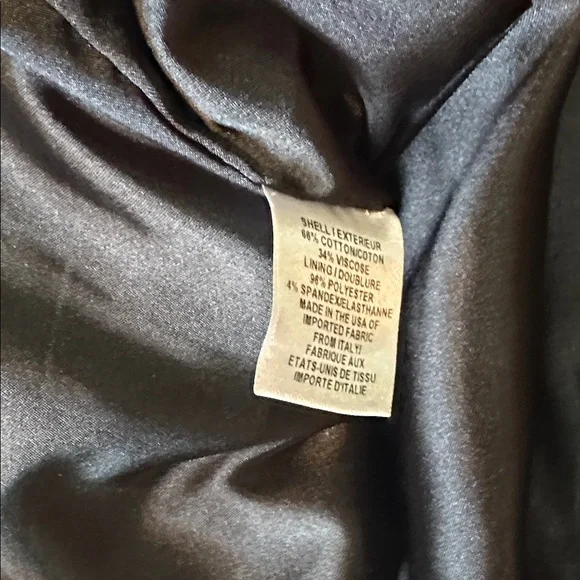 SHELL/EXTERIEUR
66% COTTON/COTON
34% VISCOSE
LINING/DOUBLURE
96% POLYESTER
4% SPANDEX/ELASTHANNE
MADE IN THE USA OF
IMPORTED FABRIC
FROM ITALY/
FABRIQUE AUX
ETATS-UNIS DE TISSU
IMPORTE D'ITALIE